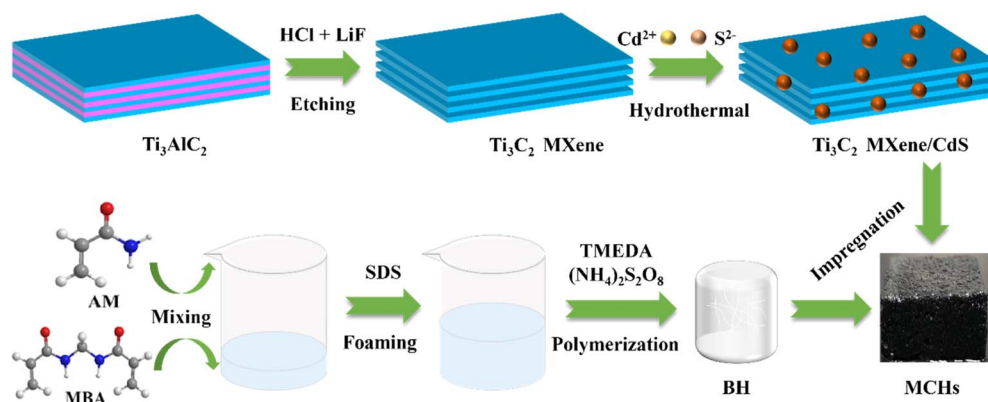 HCl + LiF
Etching
Cd²⁺ S²⁻
Hydrothermal
Ti₃AlC₂
Ti₃C₂ MXene
Ti₃C₂ MXene/CdS
AM
Mixing
MBA
SDS
Foaming
TMEDA
(NH₄)₂S₂O₈
Polymerization
BH
Impregnation
MCHs